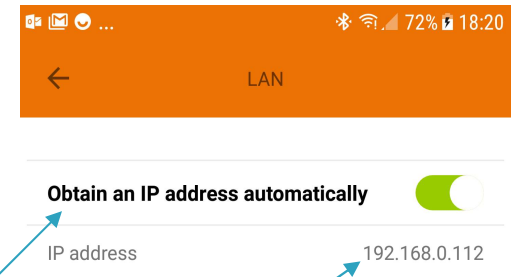 ... 72% 18:20
LAN
Obtain an IP address automatically
IP address 192.168.0.112